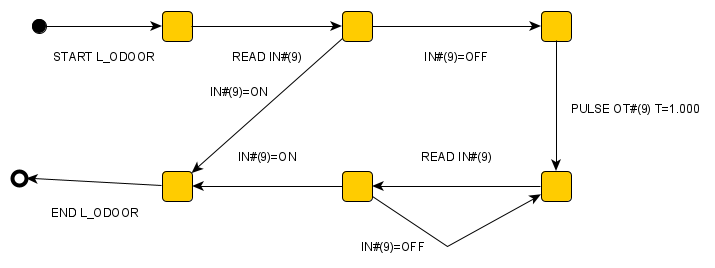 START L_ODOOR
READ IN#(9)
IN#(9)=OFF
IN#(9)=ON
PULSE OT#(9) T=1.000
IN#(9)=ON
READ IN#(9)
END L_ODOOR
IN#(9)=OFF